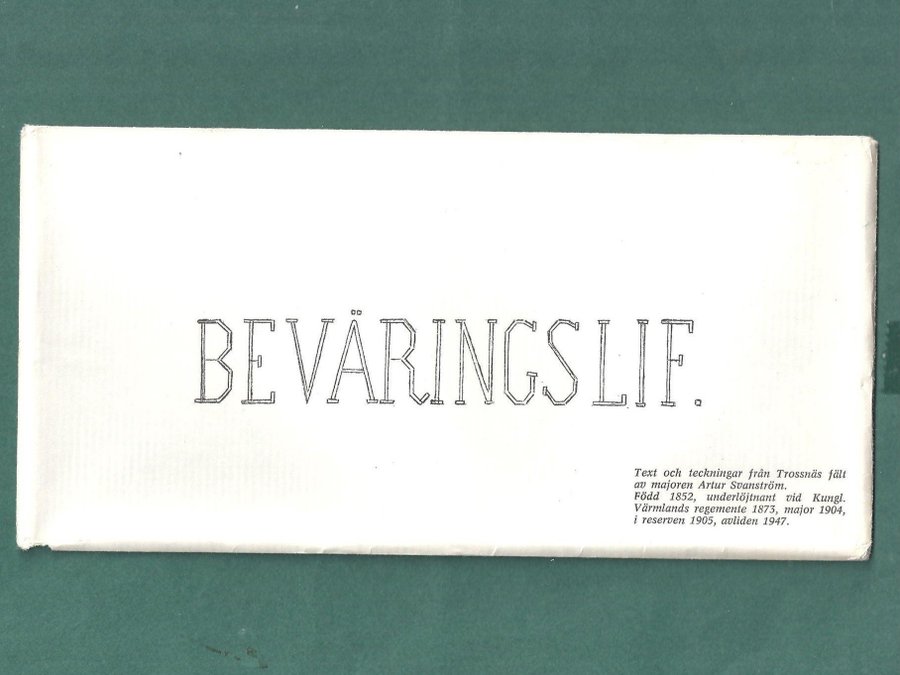 BEVÄRINGSLIF.
Text och teckningar från Trossnäs fält
av majoren Artur Svanström.
Född 1852, underlöjtnant vid Kungl.
Värmlands regemente 1873, major 1904,
i reserven 1905, avliden 1947.